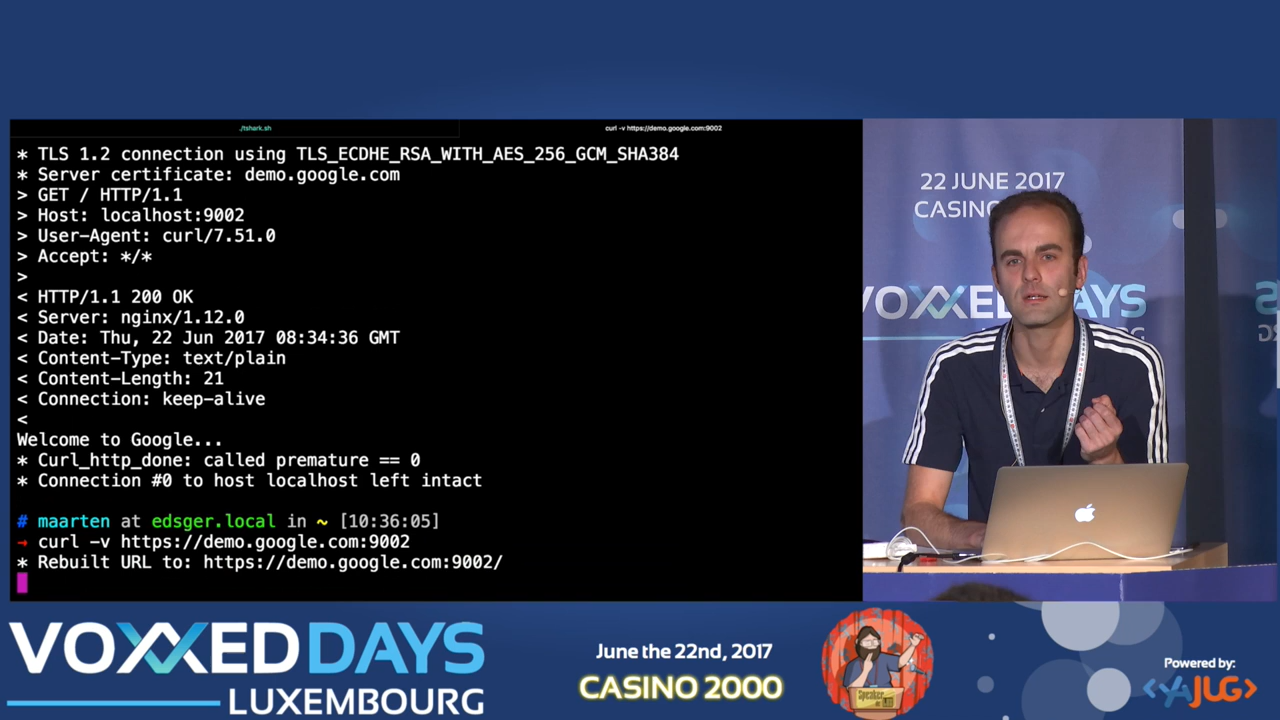 ./tshark.sh
curl -v https://demo.google.com:9002
* TLS 1.2 connection using TLS_ECDHE_RSA_WITH_AES_256_GCM_SHA384
* Server certificate: demo.google.com
> GET / HTTP/1.1
> Host: localhost:9002
> User-Agent: curl/7.51.0
> Accept: */*
>
< HTTP/1.1 200 OK
< Server: nginx/1.12.0
< Date: Thu, 22 Jun 2017 08:34:36 GMT
< Content-Type: text/plain
< Content-Length: 21
< Connection: keep-alive
<
Welcome to Google...
* Curl_http_done: called premature == 0
* Connection #0 to host localhost left intact
# maarten at edsger.local in ~ [10:36:05]
→ curl -v https://demo.google.com:9002
* Rebuilt URL to: https://demo.google.com:9002/
22 JUNE 2017
CASINO
VOXXED DAYS
VOXXED DAYS
LUXEMBOURG
June the 22nd, 2017
CASINO 2000
Speaker
Powered by:
<YAJUG>